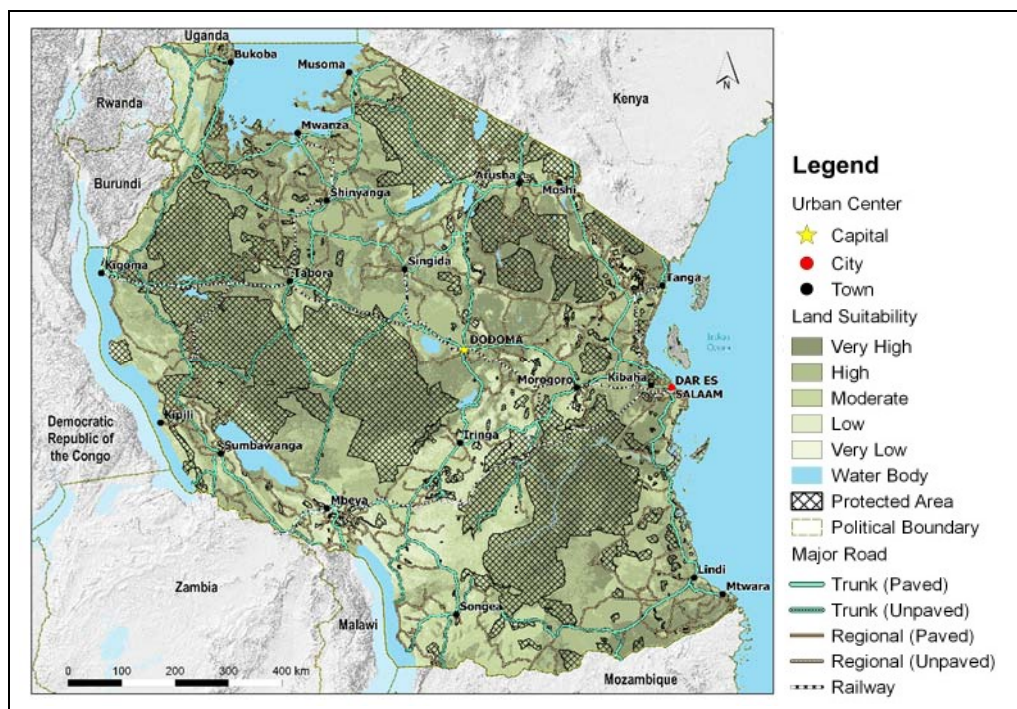 Uganda
Bukoba
Musoma
Kenya
Rwanda
Mwanza
Burundi
Shinyanga
Arusha
Moshi
Kigoma
Tabora
Singida
Tanga
Indian
Ocean
DODOMA
Morogoro
Kibaha
DAR ES
SALAAM
Kipili
Democratic
Republic of
the Congo
Sumbawanga
Iringa
Mbeya
Zambia
Malawi
Songea
Lindi
Mtwara
Mozambique
N
0 100 200 300 400 km
Legend
Urban Center
Capital
City
Town
Land Suitability
Very High
High
Moderate
Low
Very Low
Water Body
Protected Area
Political Boundary
Major Road
Trunk (Paved)
Trunk (Unpaved)
Regional (Paved)
Regional (Unpaved)
Railway